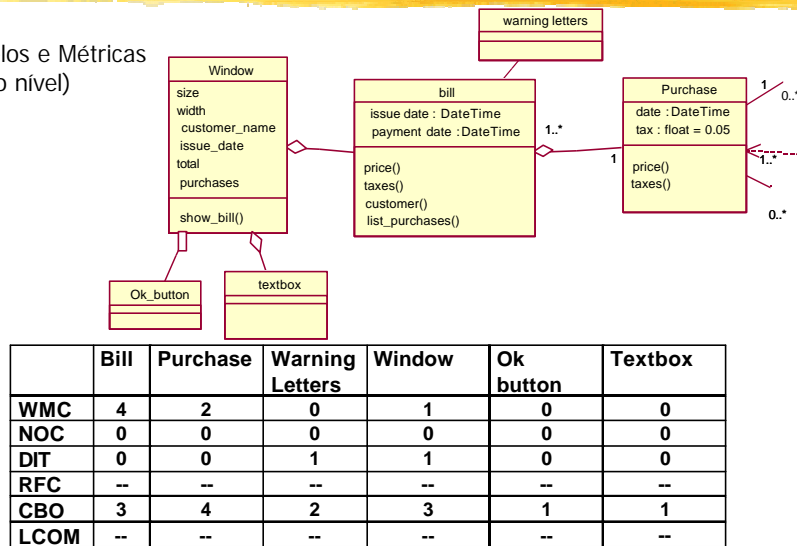 warning letters
los e Métricas
o nível)
Window
size
width
customer_name
issue_date
total
purchases
show_bill()
bill
issue date : DateTime
payment date :DateTime
price()
taxes()
customer()
list_purchases()
1..*
1
Purchase
date :DateTime
tax : float = 0.05
price()
taxes()
1
0..*
1..*
0..*
Ok_button
textbox
Bill Purchase Warning Letters Window Ok button Textbox
WMC 4 2 0 1 0 0
NOC 0 0 0 0 0 0
DIT 0 0 1 1 0 0
RFC -- -- -- -- -- --
CBO 3 4 2 3 1 1
LCOM -- -- -- -- -- --